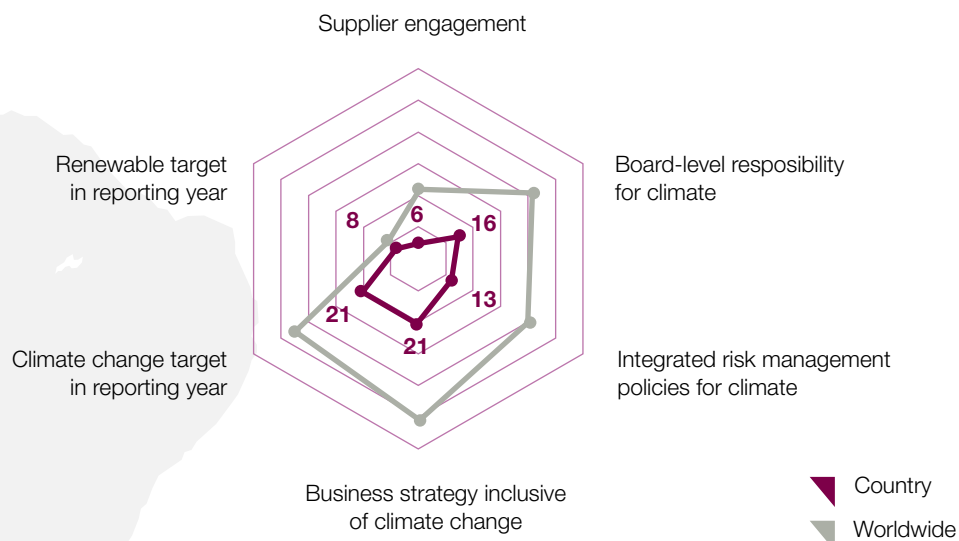 Supplier engagement
Renewable target
in reporting year
Board-level resposibility
for climate
8
6
16
13
21
21
Climate change target
in reporting year
Integrated risk management
policies for climate
Business strategy inclusive
of climate change
Country
Worldwide